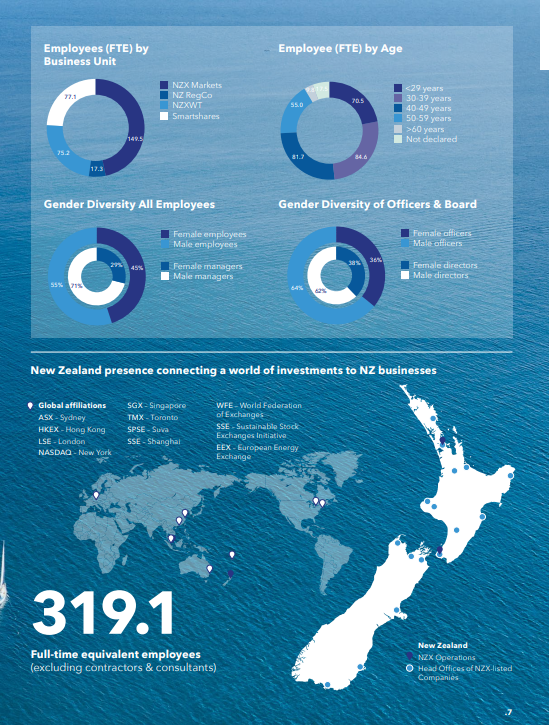 Employees (FTE) by
Business Unit
77.1
149.5
75.2
17.3
NZX Markets
NZ RegCo
NZXWT
Smartshares
Employee (FTE) by Age
70.5
55.0
81.7
84.6
<29 years
30-39 years
40-49 years
50-59 years
>60 years
Not declared
Gender Diversity All Employees
29%
45%
55%
71%
Female employees
Male employees
Female managers
Male managers
Gender Diversity of Officers & Board
38%
36%
64%
62%
Female officers
Male officers
Female directors
Male directors
New Zealand presence connecting a world of investments to NZ businesses
Global affiliations
ASX – Sydney
HKEX – Hong Kong
LSE – London
NASDAQ – New York
SGX – Singapore
TMX – Toronto
SPSE – Suva
SSE – Shanghai
WFE – World Federation
of Exchanges
SSE – Sustainable Stock
Exchanges Initiative
EEX – European Energy
Exchange
319.1
Full-time equivalent employees
(excluding contractors & consultants)
New Zealand
NZX Operations
Head Offices of NZX-listed
Companies
.7